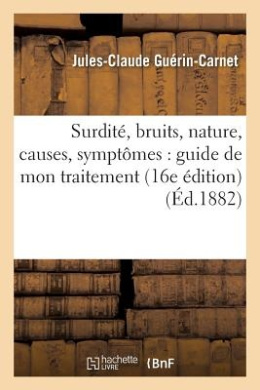 Jules-Claude Guérin-Carnet
Surdité, bruits, nature,
causes, symptômes : guide de mon
traitement (16e édition)
(Éd.1882)
hachette
LIVRE
{BnF